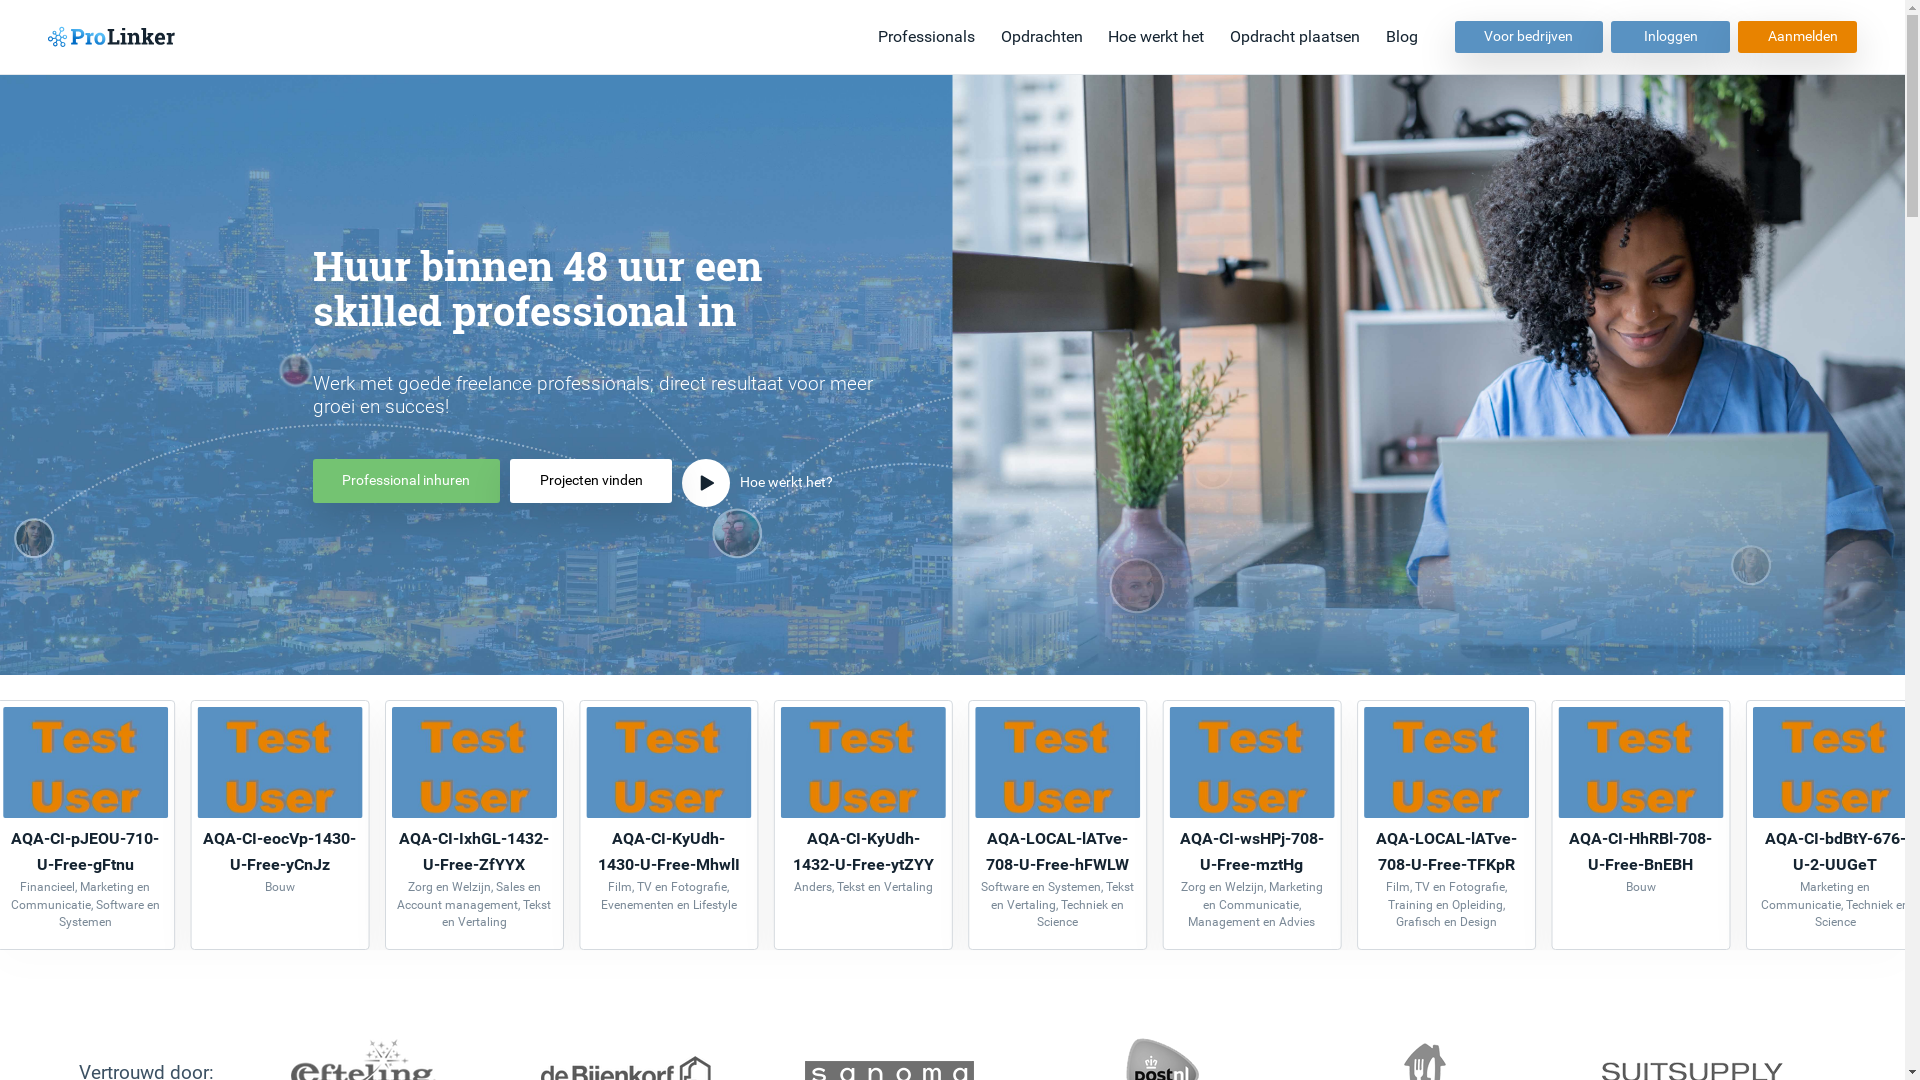 ProLinker
Professionals Opdrachten Hoe werkt het Opdracht plaatsen Blog Voor bedrijven Inloggen Aanmelden
Huur binnen 48 uur een
skilled professional in
Werk met goede freelance professionals; direct resultaat voor meer
groei en succes!
Professional inhuren Projecten vinden Hoe werkt het?
Test User
AQA-CI-pJEOU-710-
U-Free-gFtnu
Financieel, Marketing en
Communicatie, Software en
Systemen
Test User
AQA-CI-eocVp-1430-
U-Free-yCnJz
Bouw
Test User
AQA-CI-IxhGL-1432-
U-Free-ZfYYX
Zorg en Welzijn, Sales en
Account management, Tekst
en Vertaling
Test User
AQA-CI-KyUdh-
1430-U-Free-MhwlI
Film, TV en Fotografie,
Evenementen en Lifestyle
Test User
AQA-CI-KyUdh-
1432-U-Free-ytZYY
Anders, Tekst en Vertaling
Test User
AQA-LOCAL-lATve-
708-U-Free-hFWLW
Software en Systemen, Tekst
en Vertaling, Techniek en
Science
Test User
AQA-CI-wsHPj-708-
U-Free-mztHg
Zorg en Welzijn, Marketing
en Communicatie,
Management en Advies
Test User
AQA-LOCAL-lATve-
708-U-Free-TFKpR
Film, TV en Fotografie,
Training en Opleiding,
Grafisch en Design
Test User
AQA-CI-HhRBl-708-
U-Free-BnEBH
Bouw
Test User
AQA-CI-bdBtY-676-
U-2-UUGeT
Marketing en
Communicatie, Techniek en
Science
Vertrouwd door: efteling de Bijenkorf sanoma postnl SUITSUPPLY